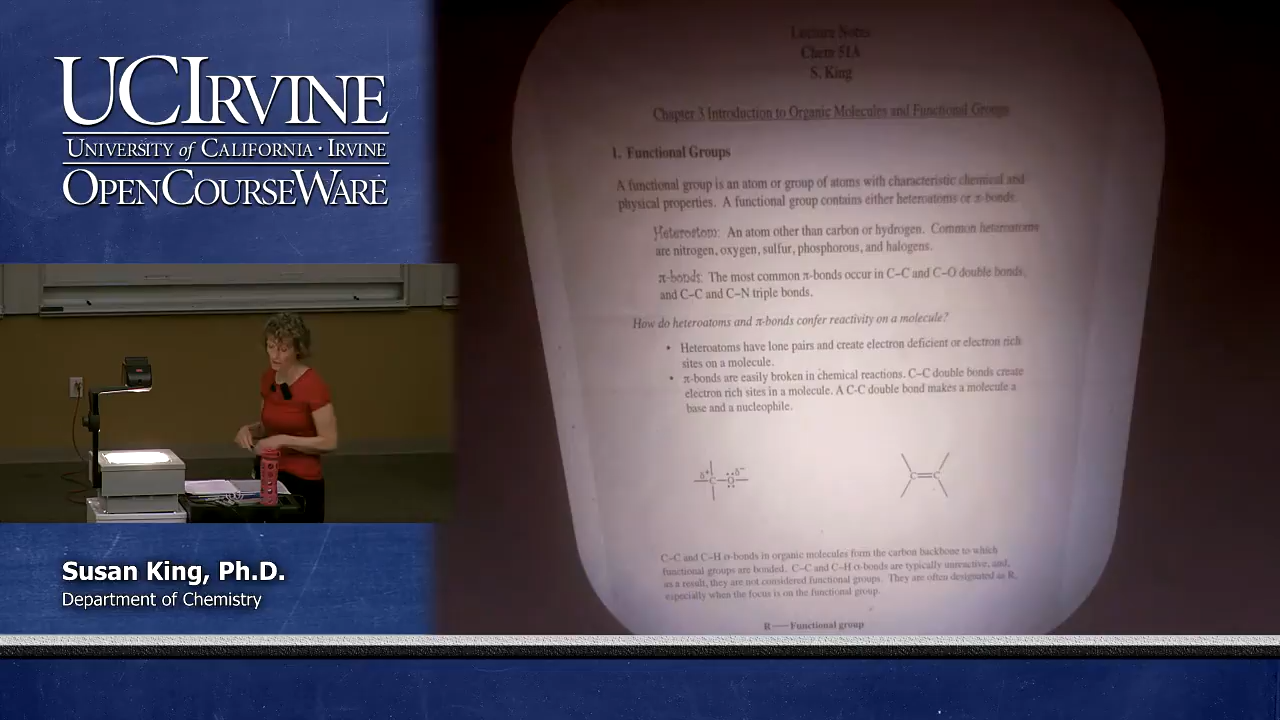 UCIRVINE
UNIVERSITY of CALIFORNIA · IRVINE
OPENCOURSEWARE
Susan King, Ph.D.
Department of Chemistry
Lecture Notes
Chem 51A
S. King
Chapter 3 Introduction to Organic Molecules and Functional Groups
1. Functional Groups
A functional group is an atom or group of atoms with characteristic chemical and
physical properties. A functional group contains either heteroatoms or π-bonds.
Heteroatom: An atom other than carbon or hydrogen. Common heteroatoms
are nitrogen, oxygen, sulfur, phosphorous, and halogens.
π-bonds: The most common π-bonds occur in C–C and C–O double bonds,
and C–C and C–N triple bonds.
How do heteroatoms and π-bonds confer reactivity on a molecule?
• Heteroatoms have lone pairs and create electron deficient or electron rich
sites on a molecule.
• π-bonds are easily broken in chemical reactions. C–C double bonds create
electron rich sites in a molecule. A C-C double bond makes a molecule a
base and a nucleophile.
δ+ C O δ−
C C
C–C and C–H σ-bonds in organic molecules form the carbon backbone to which
functional groups are bonded. C–C and C–H σ-bonds are typically unreactive, and,
as a result, they are not considered functional groups. They are often designated as R,
especially when the focus is on the functional group.
R — Functional group